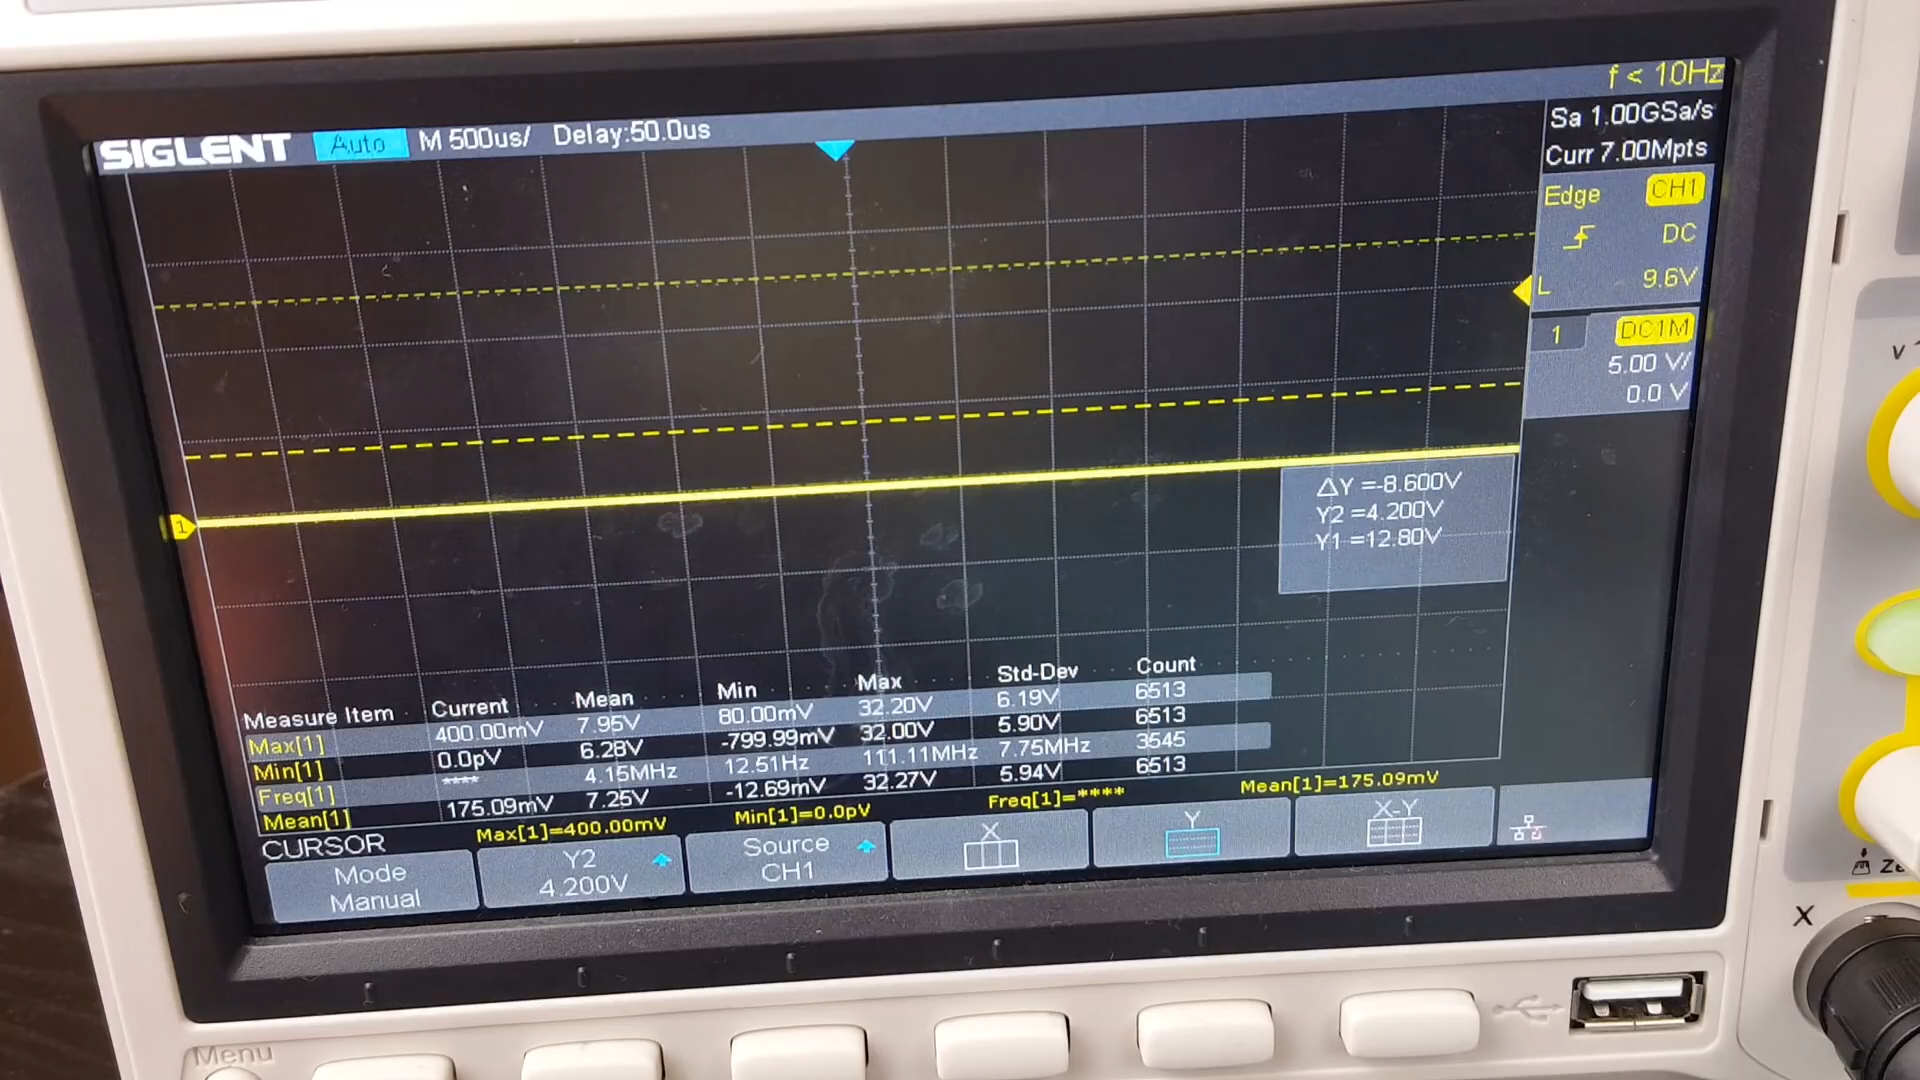 f < 10Hz
SIGLENT Auto M 500us/ Delay:50.0us
Sa 1.00GSa/s
Curr 7.00Mpts
Edge CH1
DC
L 9.6V
1 DC1M
5.00 V/
0.0 V
1
ΔY =-8.600V
Y2 =4.200V
Y1 =12.80V
Measure Item Current Mean Min Max Std-Dev Count
Max[1] 400.00mV 7.95V 80.00mV 32.20V 6.19V 6513
Min[1] 0.0pV 6.28V -799.99mV 32.00V 5.90V 6513
Freq[1] **** 4.15MHz 12.51Hz 111.11MHz 7.75MHz 3545
Mean[1] 175.09mV 7.25V -12.69mV 32.27V 5.94V 6513
Max[1]=400.00mV Min[1]=0.0pV Freq[1]=**** Mean[1]=175.09mV
CURSOR
Mode
Manual
Y2
4.200V
Source
CH1
X
Y
X-Y
Menu
V
X